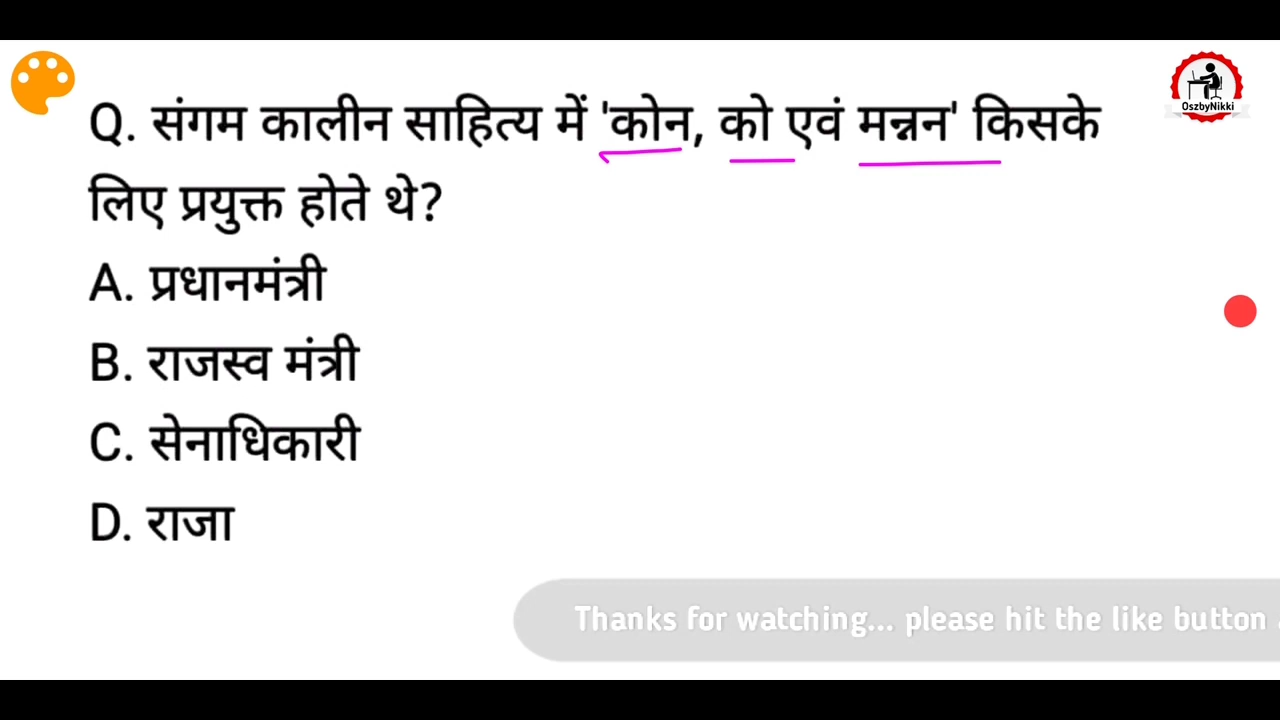 OszbyNikki
Q. संगम कालीन साहित्य में 'कोन, को एवं मन्नन' किसके
लिए प्रयुक्त होते थे?
A. प्रधानमंत्री
B. राजस्व मंत्री
C. सेनाधिकारी
D. राजा
Thanks for watching... please hit the like button